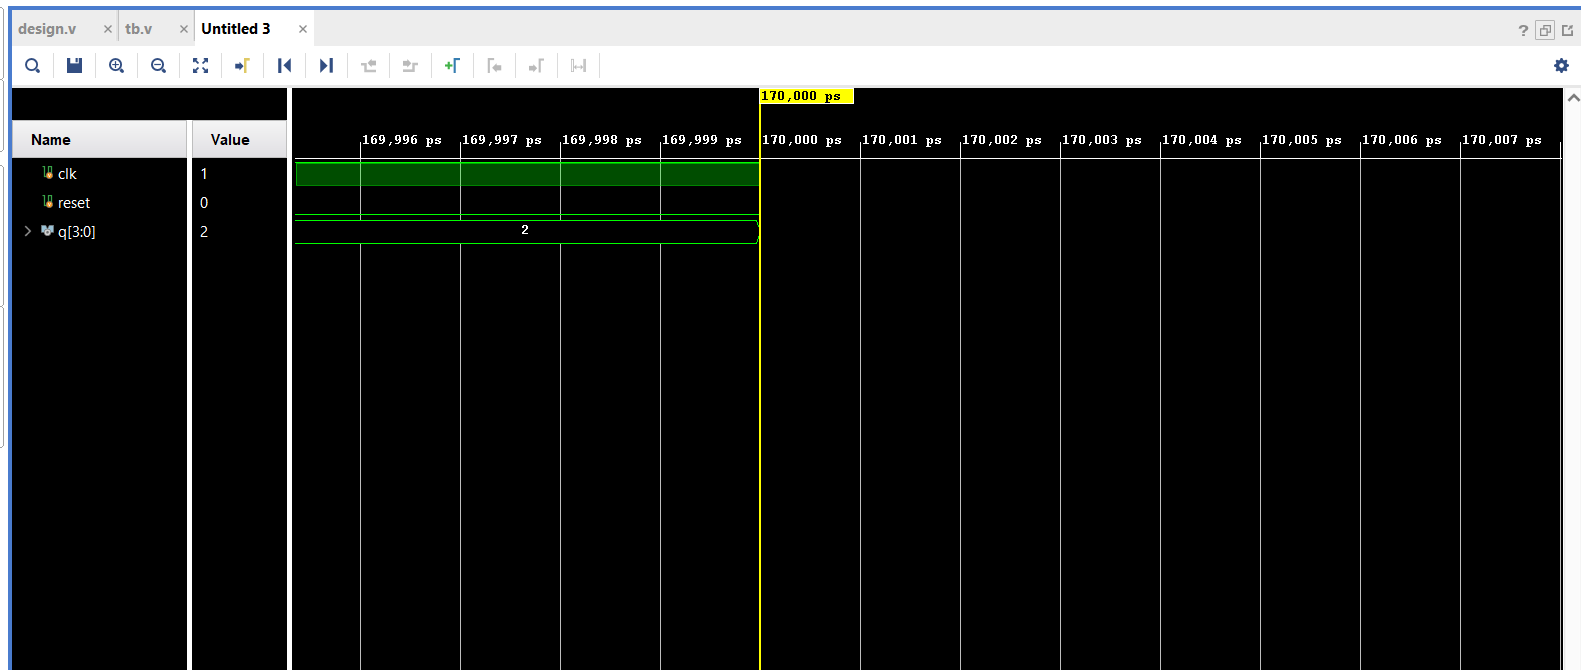 design.v × tb.v × Untitled 3 ×
?
170,000 ps
Name Value
169,996 ps 169,997 ps 169,998 ps 169,999 ps 170,000 ps 170,001 ps 170,002 ps 170,003 ps 170,004 ps 170,005 ps 170,006 ps 170,007 ps
clk 1
reset 0
q[3:0] 2 2